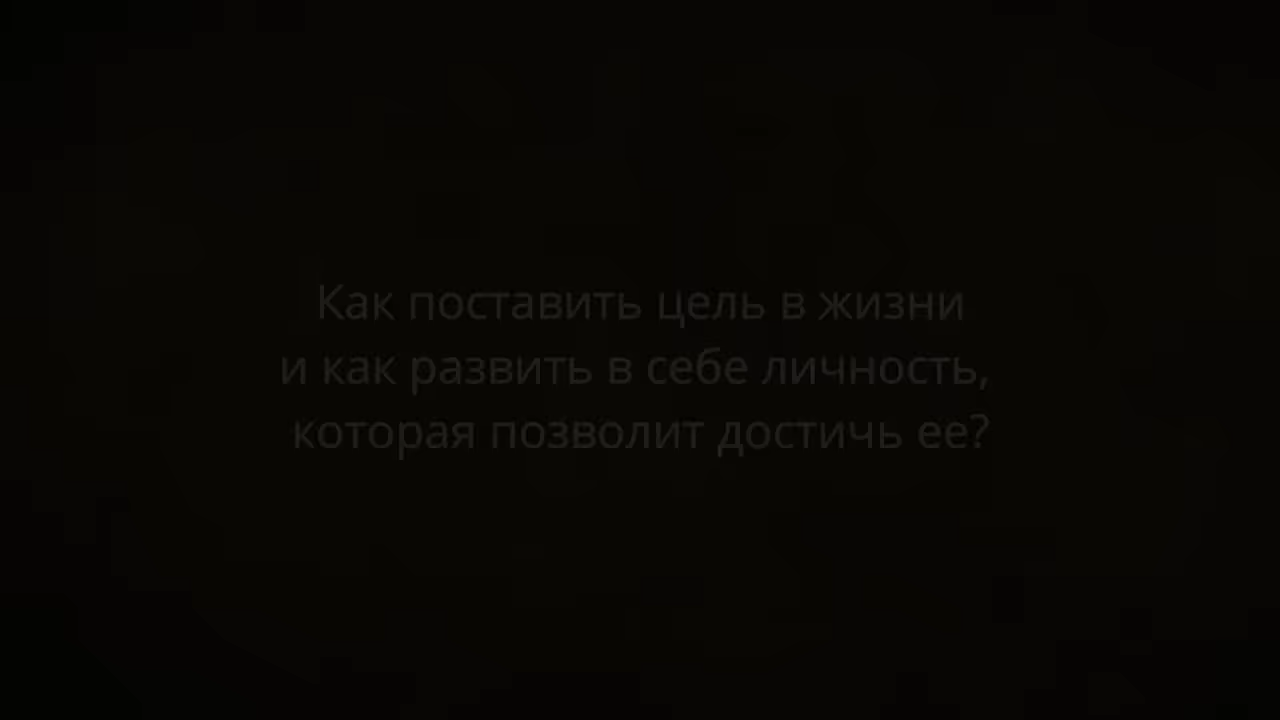 Как поставить цель в жизни
и как развить в себе личность,
которая позволит достичь ее?